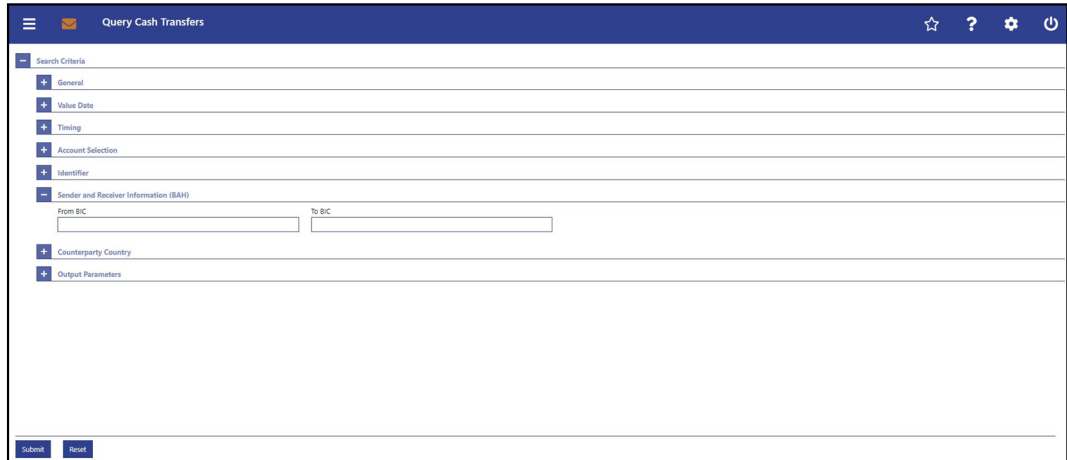 Query Cash Transfers
Search Criteria
General
Value Date
Timing
Account Selection
Identifier
Sender and Receiver Information (BAH)
From BIC To BIC
Counterparty Country
Output Parameters
Submit Reset